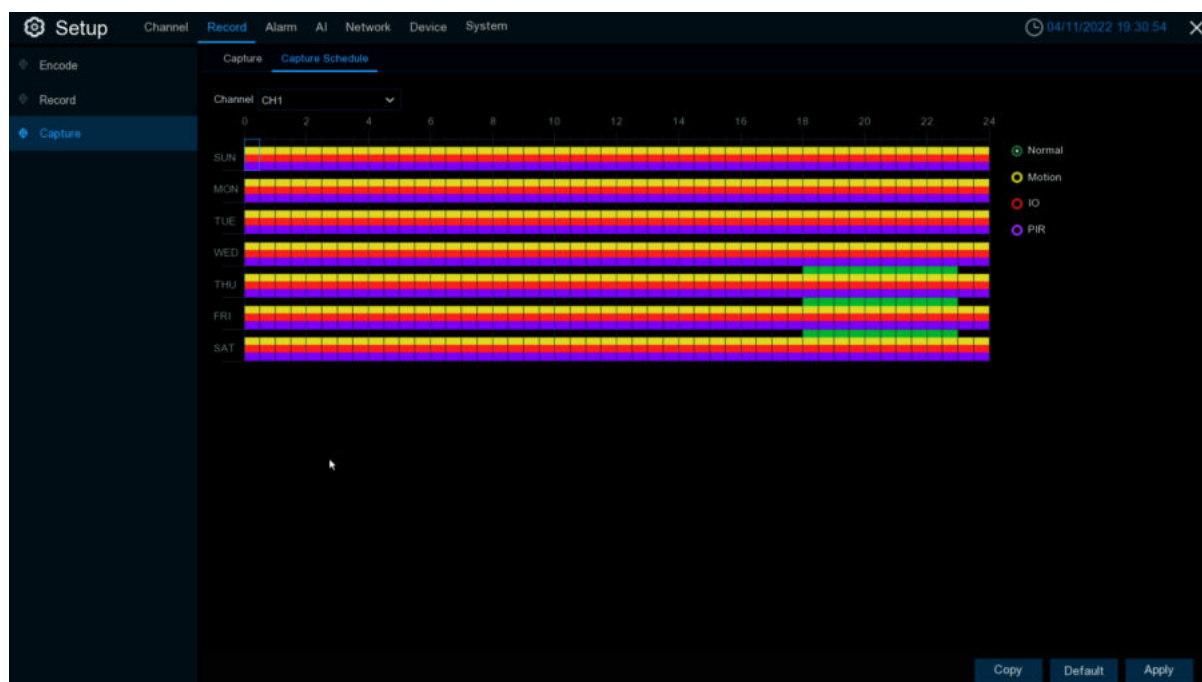 Setup Channel Record Alarm AI Network Device System 04/11/2022 19:30:54
Encode
Record
Capture
Capture Capture Schedule
Channel CH1
0 2 4 6 8 10 12 14 16 18 20 22 24
SUN
MON
TUE
WED
THU
FRI
SAT
Normal
Motion
IO
PIR
Copy Default Apply